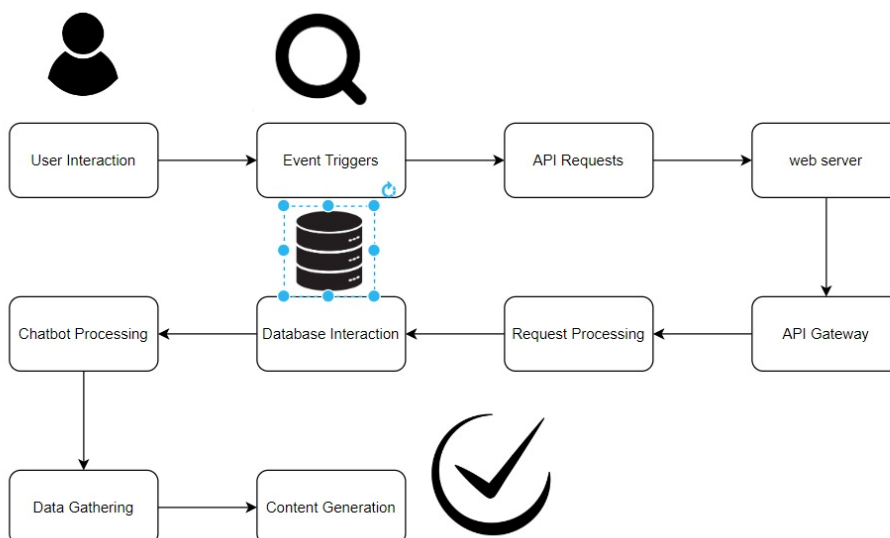 User Interaction
Event Triggers
API Requests
web server
Chatbot Processing
Database Interaction
Request Processing
API Gateway
Data Gathering
Content Generation